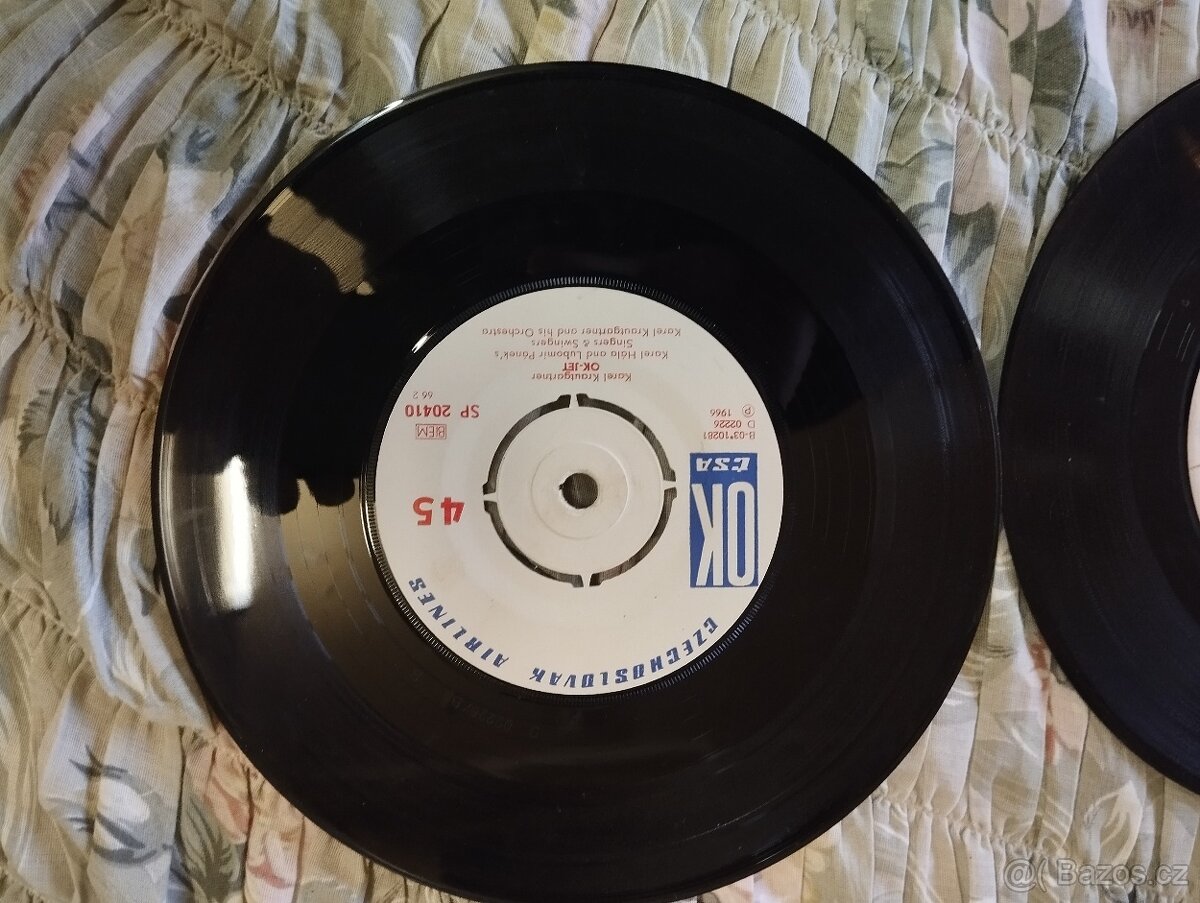 CZECHOSLOVAK AIRLINES
OK
ČSA
45
B-03*10281
D 02226
Ⓟ 1966
BIEM
SP 20410
66 2
Karel Krautgartner
OK-JET
Karel Hála and Lubomír Pánek's
Singers & Swingers
Karel Krautgartner and his Orchestra
@( Bazos.cz